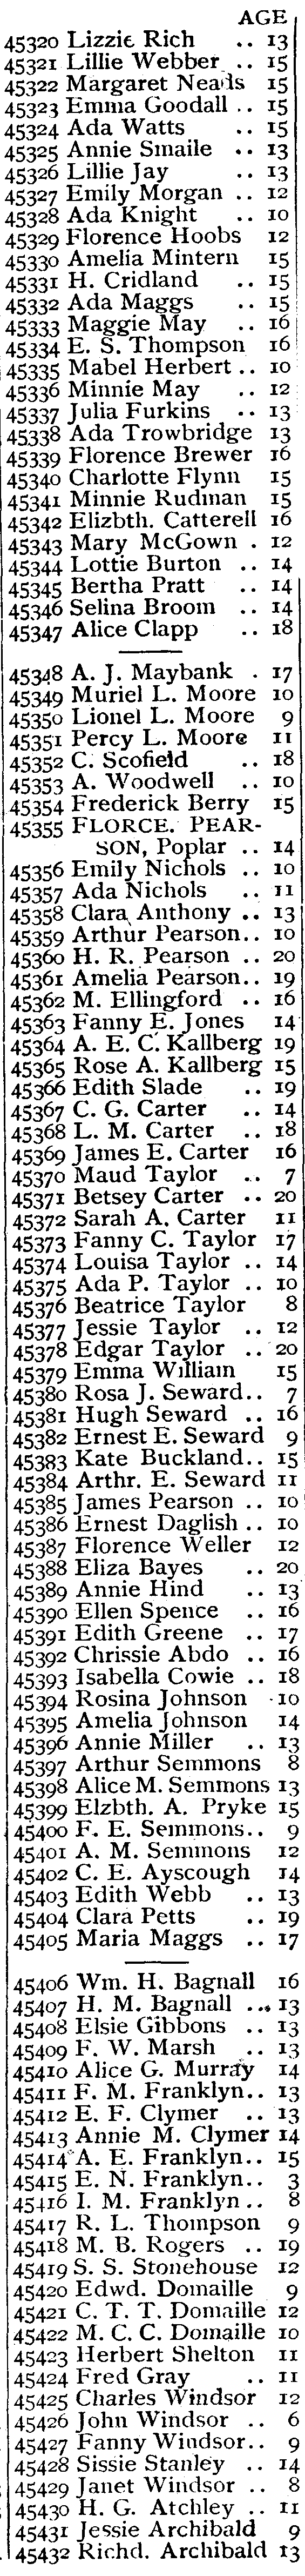 AGE
45320 Lizzie Rich .. 13
45321 Lillie Webber .. 15
45322 Margaret Neads 15
45323 Emma Goodall .. 15
45324 Ada Watts .. 15
45325 Annie Smaile .. 13
45326 Lillie Jay .. 13
45327 Emily Morgan .. 12
45328 Ada Knight .. 10
45329 Florence Hoobs 12
45330 Amelia Mintern 15
45331 H. Cridland .. 15
45332 Ada Maggs .. 15
45333 Maggie May .. 16
45334 E. S. Thompson 16
45335 Mabel Herbert .. 10
45336 Minnie May .. 12
45337 Julia Furkins .. 13
45338 Ada Trowbridge 13
45339 Florence Brewer 16
45340 Charlotte Flynn 15
45341 Minnie Rudman 15
45342 Elizbth. Catterell 16
45343 Mary McGown . 12
45344 Lottie Burton .. 14
45345 Bertha Pratt .. 14
45346 Selina Broom .. 14
45347 Alice Clapp .. 18
45348 A. J. Maybank . 17
45349 Muriel L. Moore 10
45350 Lionel L. Moore 9
45351 Percy L. Moore 11
45352 C. Scofield .. 18
45353 A. Woodwell .. 10
45354 Frederick Berry 15
45355 FLORCE. PEAR-
SON, Poplar .. 14
45356 Emily Nichols .. 10
45357 Ada Nichols .. 11
45358 Clara Anthony .. 13
45359 Arthur Pearson.. 10
45360 H. R. Pearson .. 20
45361 Amelia Pearson.. 19
45362 M. Ellingford .. 16
45363 Fanny E. Jones 14
45364 A. E. C. Kallberg 19
45365 Rose A. Kallberg 15
45366 Edith Slade .. 19
45367 C. G. Carter .. 14
45368 L. M. Carter .. 18
45369 James E. Carter 16
45370 Maud Taylor .. 7
45371 Betsey Carter .. 20
45372 Sarah A. Carter 11
45373 Fanny C. Taylor 17
45374 Louisa Taylor .. 14
45375 Ada P. Taylor .. 10
45376 Beatrice Taylor 8
45377 Jessie Taylor .. 12
45378 Edgar Taylor .. 20
45379 Emma William 15
45380 Rosa J. Seward.. 7
45381 Hugh Seward .. 16
45382 Ernest E. Seward 9
45383 Kate Buckland.. 15
45384 Arthr. E. Seward 11
45385 James Pearson .. 10
45386 Ernest Daglish .. 10
45387 Florence Weller 12
45388 Eliza Bayes .. 20
45389 Annie Hind .. 13
45390 Ellen Spence .. 16
45391 Edith Greene .. 17
45392 Chrissie Abdo .. 16
45393 Isabella Cowie .. 18
45394 Rosina Johnson 10
45395 Amelia Johnson 14
45396 Annie Miller .. 13
45397 Arthur Semmons 8
45398 Alice M. Semmons 13
45399 Elzbth. A. Pryke 15
45400 F. E. Semmons.. 9
45401 A. M. Semmons 12
45402 C. E. Ayscough 14
45403 Edith Webb .. 13
45404 Clara Petts .. 19
45405 Maria Maggs .. 17
45406 Wm. H. Bagnall 16
45407 H. M. Bagnall .. 13
45408 Elsie Gibbons .. 13
45409 F. W. Marsh .. 13
45410 Alice G. Murray 14
45411 F. M. Franklyn.. 13
45412 E. F. Clymer .. 13
45413 Annie M. Clymer 14
45414 A. E. Franklyn.. 15
45415 E. N. Franklyn.. 3
45416 I. M. Franklyn .. 8
45417 R. L. Thompson 9
45418 M. B. Rogers .. 19
45419 S. S. Stonehouse 12
45420 Edwd. Domaille 9
45421 C. T. T. Domaille 12
45422 M. C. C. Domaille 10
45423 Herbert Shelton 11
45424 Fred Gray .. 11
45425 Charles Windsor 12
45426 John Windsor .. 6
45427 Fanny Windsor.. 9
45428 Sissie Stanley .. 14
45429 Janet Windsor .. 8
45430 H. G. Atchley .. 11
45431 Jessie Archibald 9
45432 Richd. Archibald 13